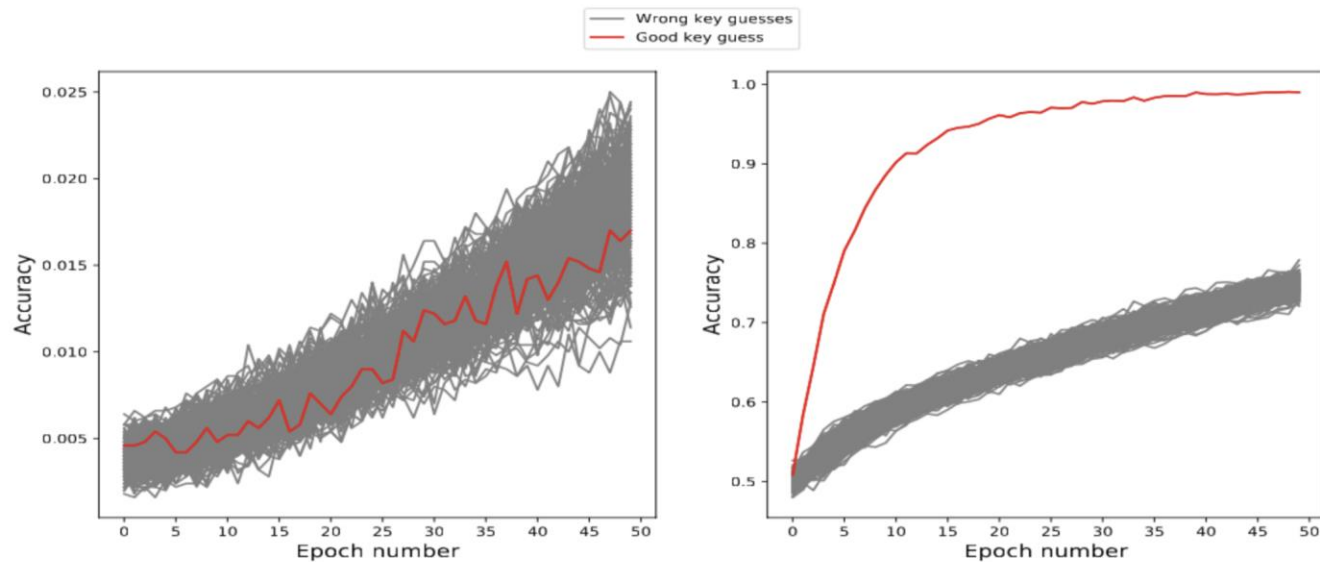 Wrong key guesses
Good key guess
0.025
0.020
0.015
0.010
0.005
Accuracy
0 5 10 15 20 25 30 35 40 45 50
Epoch number
1.0
0.9
0.8
0.7
0.6
0.5
Accuracy
0 5 10 15 20 25 30 35 40 45 50
Epoch number